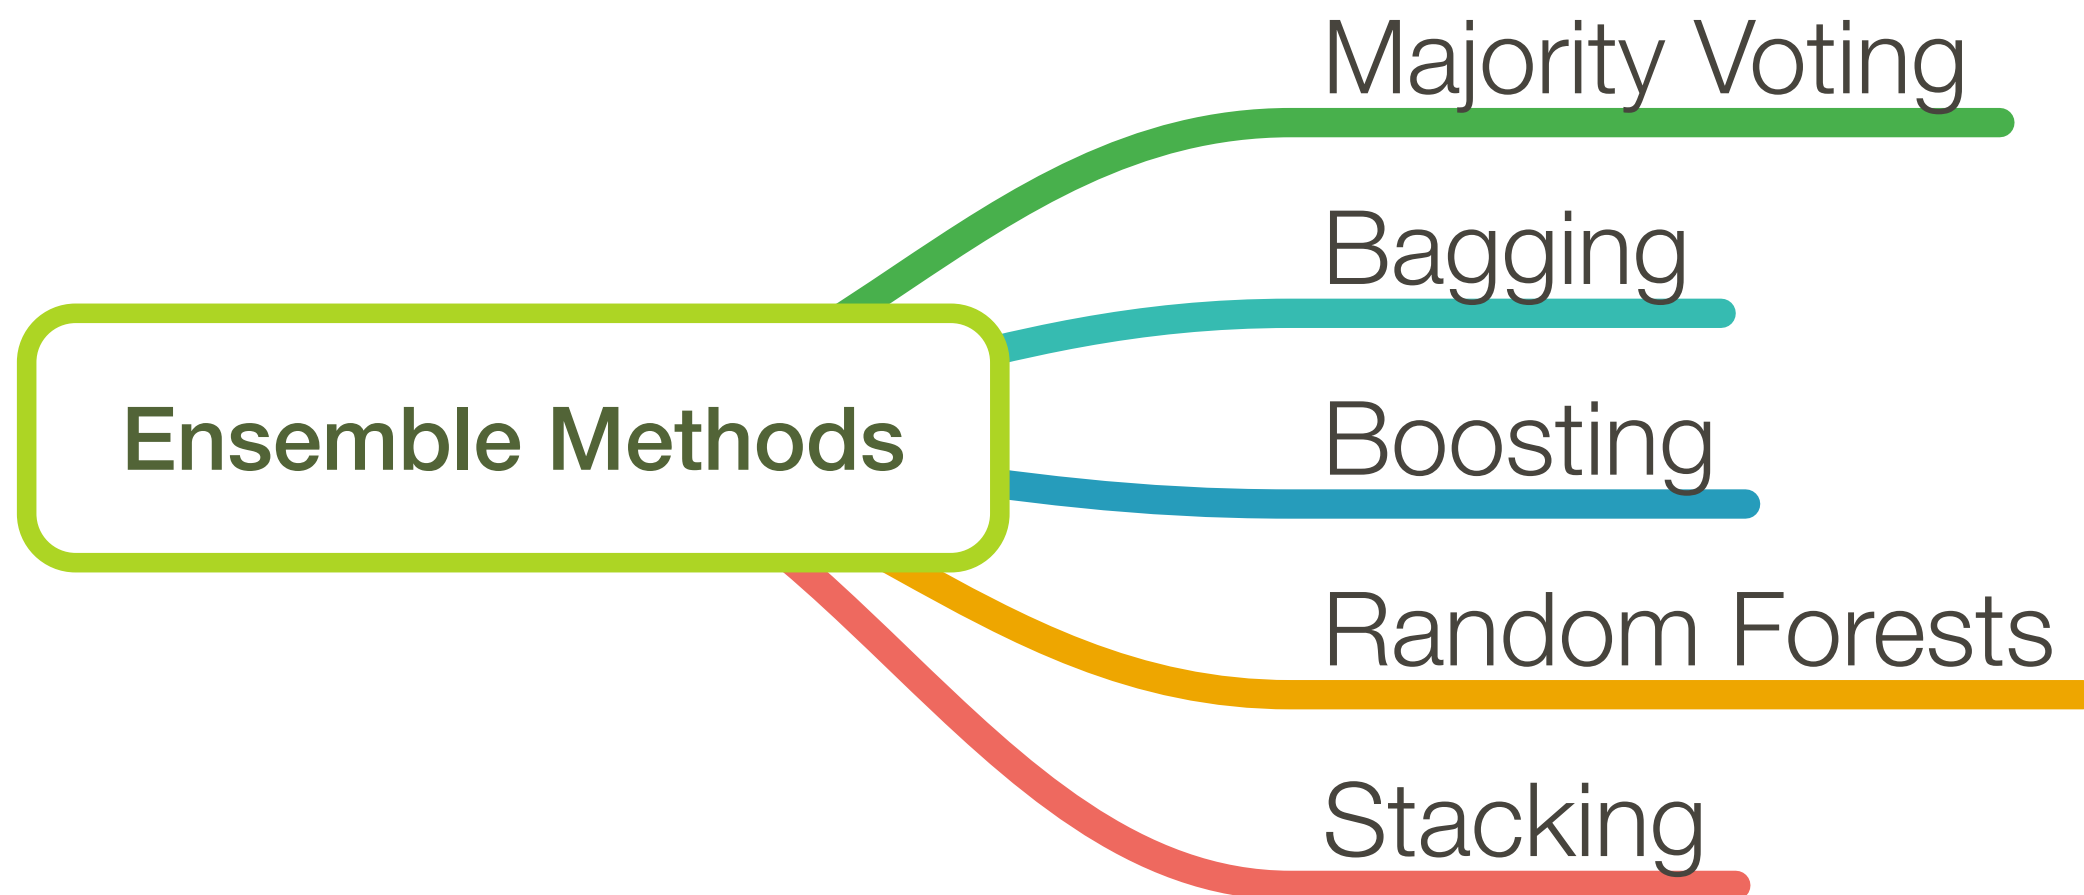 Majority Voting
Bagging
Ensemble Methods
Boosting
Random Forests
Stacking